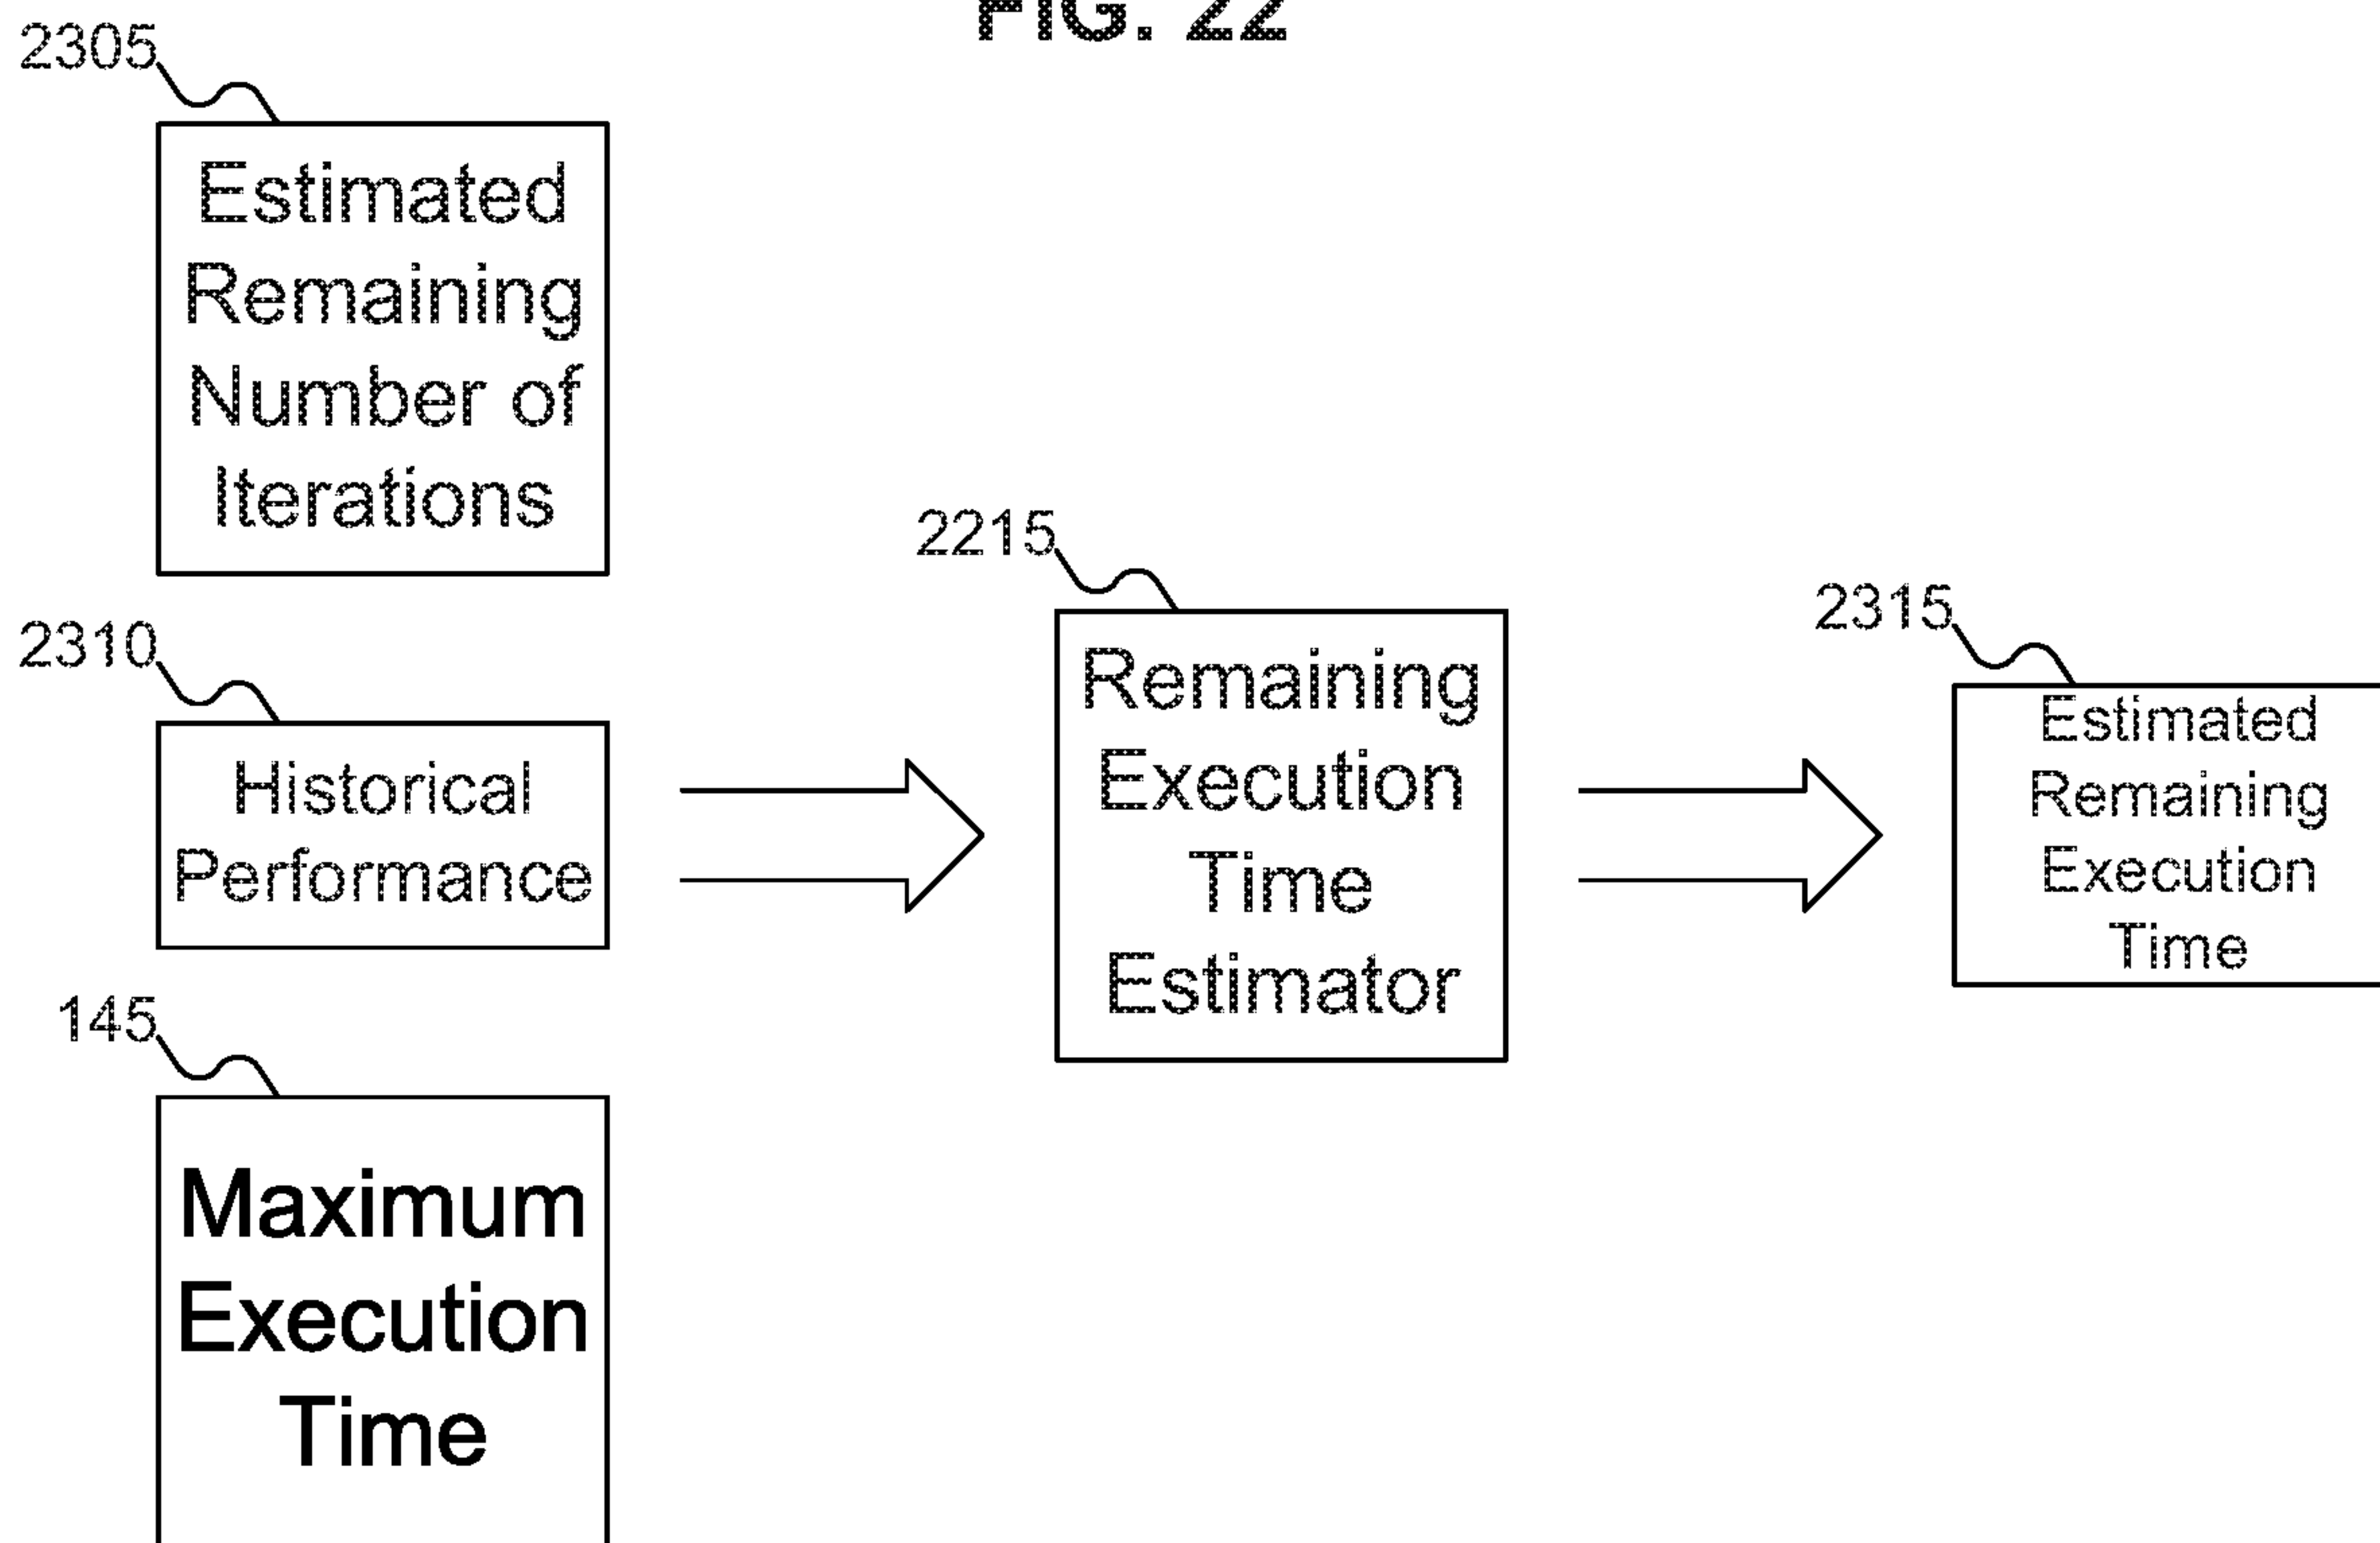 FIG. 22
2305
Estimated
Remaining
Number of
Iterations
2310
Historical
Performance
145
Maximum
Execution
Time
2215
Remaining
Execution
Time
Estimator
2315
Estimated
Remaining
Execution
Time